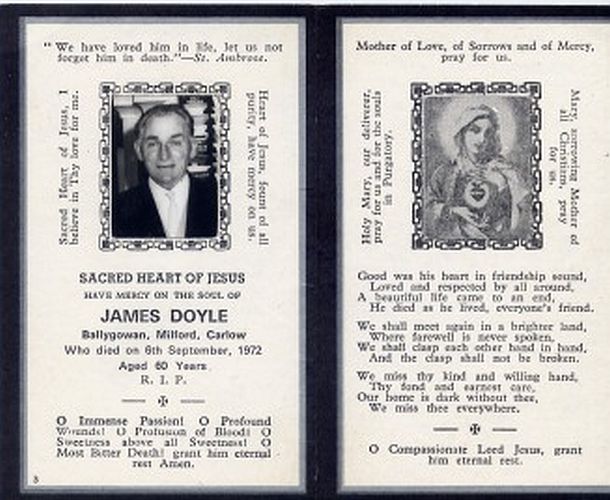 " We have loved him in life, let us not
forget him in death."—St. Ambrose.
Sacred Heart of Jesus, I
believe in Thy love for me.
Heart of Jesus, fount of all
purity, have mercy on us.
SACRED HEART OF JESUS
HAVE MERCY ON THE SOUL OF
JAMES DOYLE
Ballygowan, Milford, Carlow
Who died on 6th September, 1972
Aged 60 Years
R. I. P.
O Immense Passion! O Profound
Wounds! O Profusion of Blood! O
Sweetness above all Sweetness! O
Most Bitter Death! grant him eternal
rest Amen.
8
Mother of Love, of Sorrows and of Mercy,
pray for us.
Holy Mary, our deliverer,
pray for us and for the souls
in Purgatory.
Mary sorrowing Mother of
all Christians, pray
for us.
Good was his heart in friendship sound,
Loved and respected by all around,
A beautiful life came to an end,
He died as he lived, everyone's friend.
We shall meet again in a brighter land,
Where farewell is never spoken,
We shall clasp each other hand in hand,
And the clasp shall not be broken.
We miss thy kind and willing hand,
Thy fond and earnest care,
Our home is dark without thee,
We miss thee everywhere.
O Compassionate Lord Jesus, grant
him eternal rest.